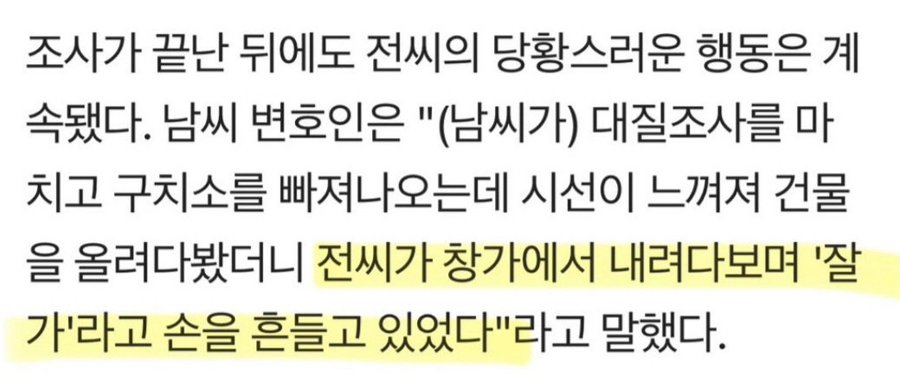 조사가 끝난 뒤에도 전씨의 당황스러운 행동은 계
속됐다. 남씨 변호인은 "(남씨가) 대질조사를 마
치고 구치소를 빠져나오는데 시선이 느껴져 건물
을 올려다봤더니 전씨가 창가에서 내려다보며 '잘
가'라고 손을 흔들고 있었다"라고 말했다.